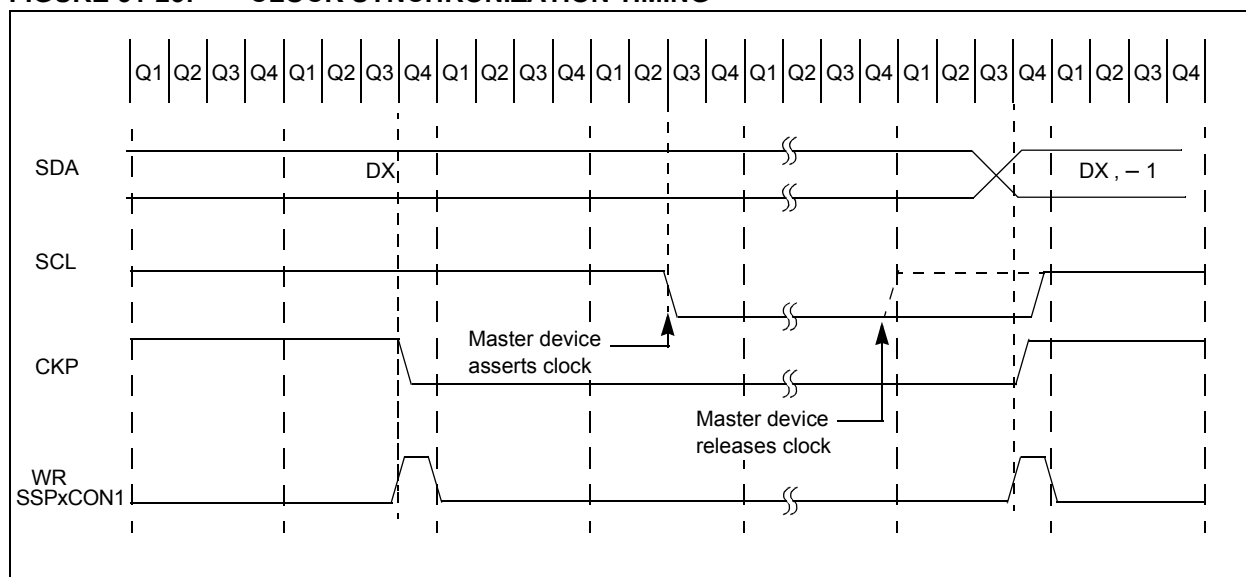 FIGURE CLOCK SYNCHRONIZATION TIMING
Q1 Q2 Q3 Q4 Q1 Q2 Q3 Q4 Q1 Q2 Q3 Q4 Q1 Q2 Q3 Q4 Q1 Q2 Q3 Q4 Q1 Q2 Q3 Q4 Q1 Q2 Q3 Q4
SDA
DX
DX , – 1
SCL
Master device
asserts clock
CKP
Master device
releases clock
WR
SSPxCON1